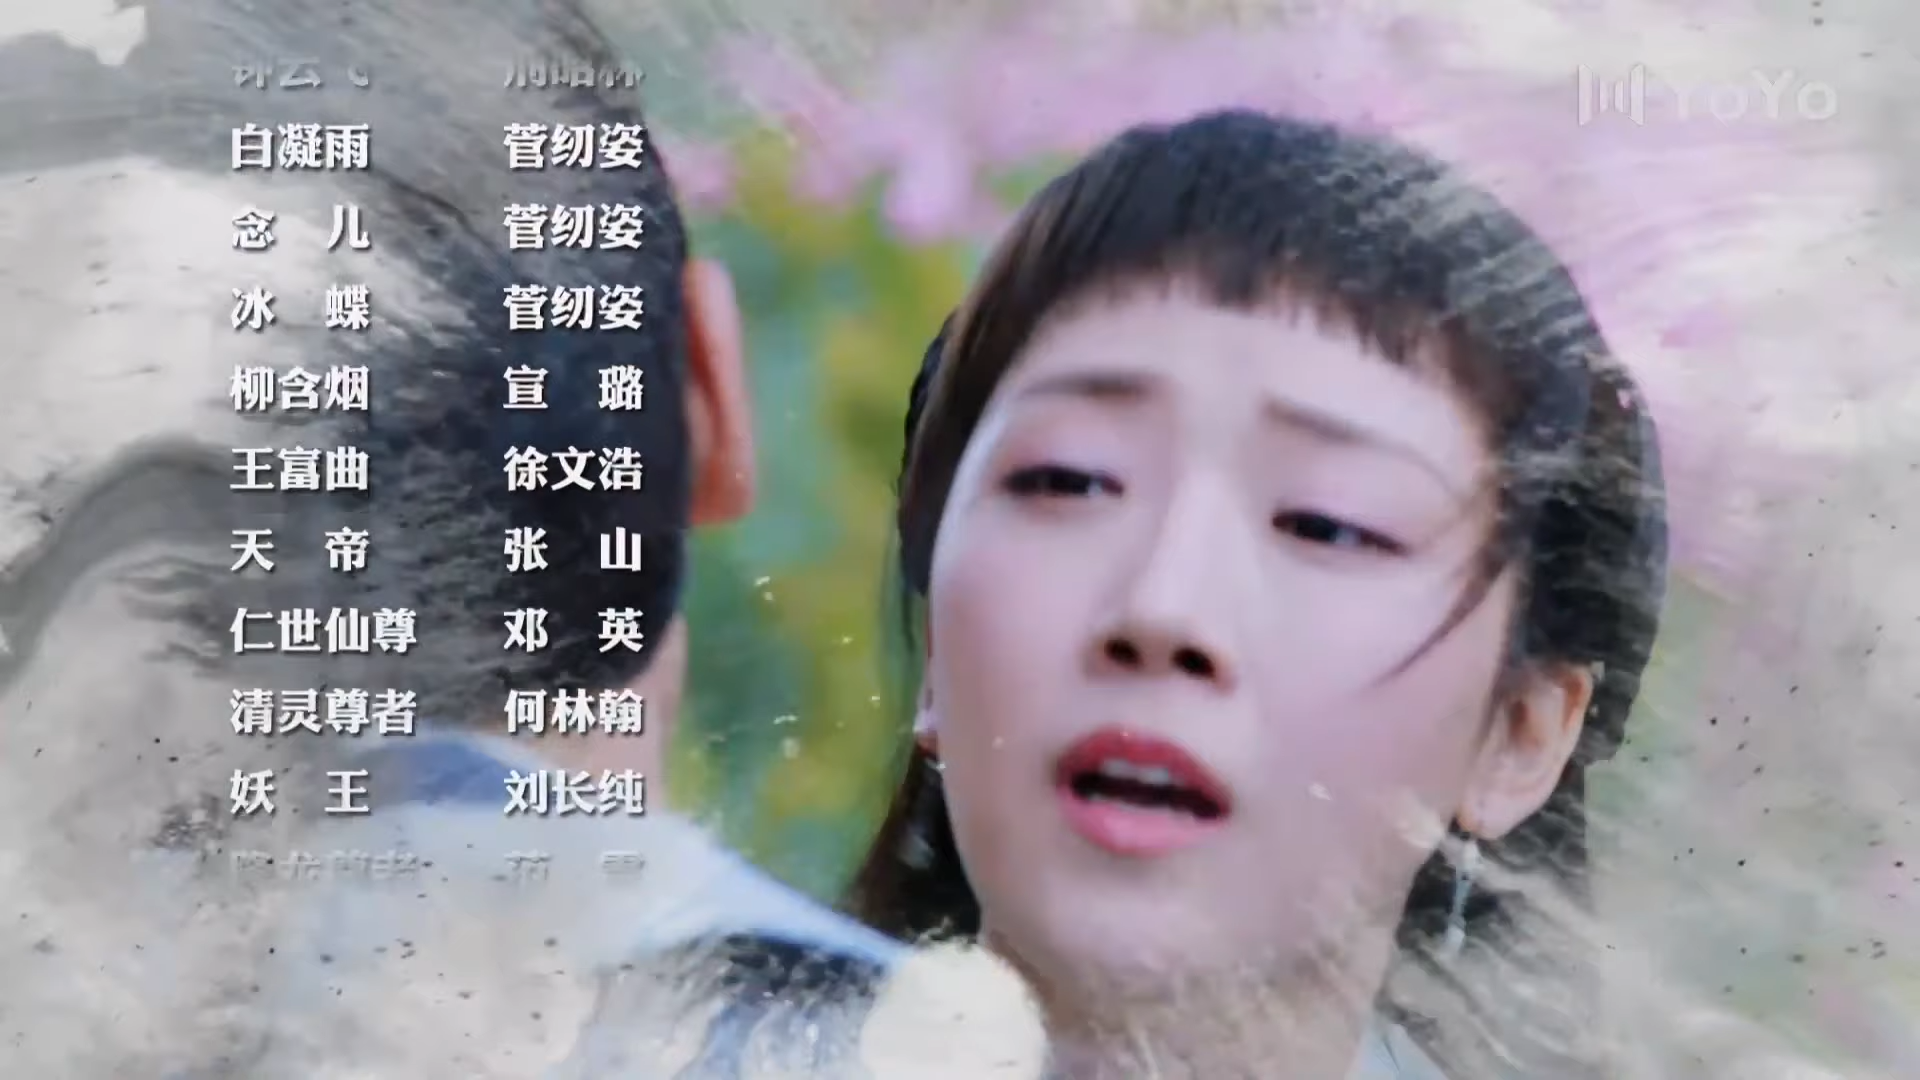 白凝雨 菅纫姿
念 儿 菅纫姿
冰 蝶 菅纫姿
柳含烟 宣 璐
王富曲 徐文浩
天 帝 张 山
仁世仙尊 邓 英
清灵尊者 何林翰
妖 王 刘长纯
YoYo